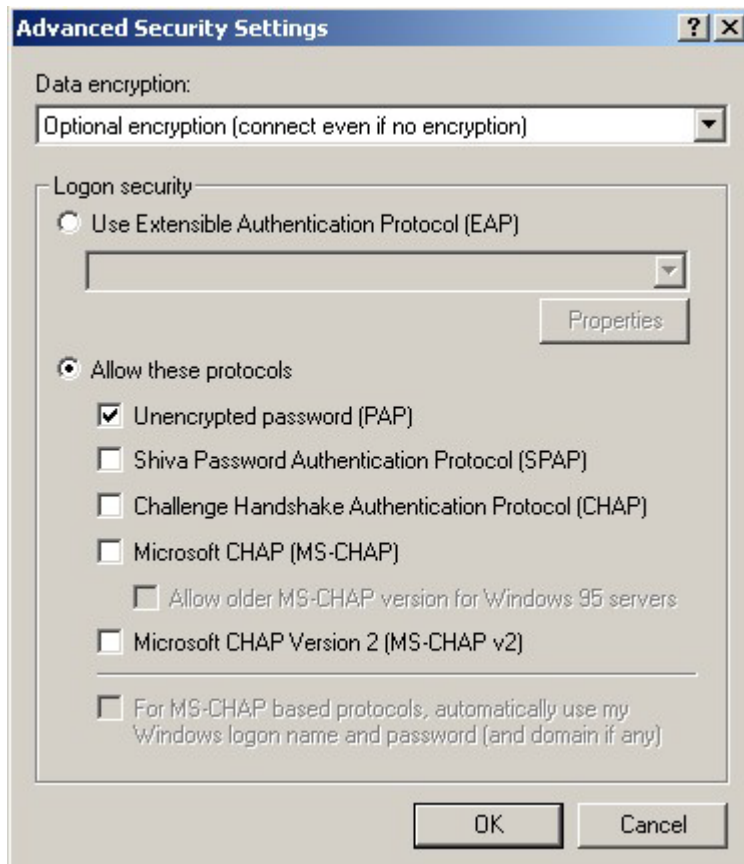 Advanced Security Settings
Data encryption:
Optional encryption (connect even if no encryption)
Logon security
Use Extensible Authentication Protocol (EAP)
Properties
Allow these protocols
Unencrypted password (PAP)
Shiva Password Authentication Protocol (SPAP)
Challenge Handshake Authentication Protocol (CHAP)
Microsoft CHAP (MS-CHAP)
Allow older MS-CHAP version for Windows 95 servers
Microsoft CHAP Version 2 (MS-CHAP v2)
For MS-CHAP based protocols, automatically use my
Windows logon name and password (and domain if any)
OK
Cancel